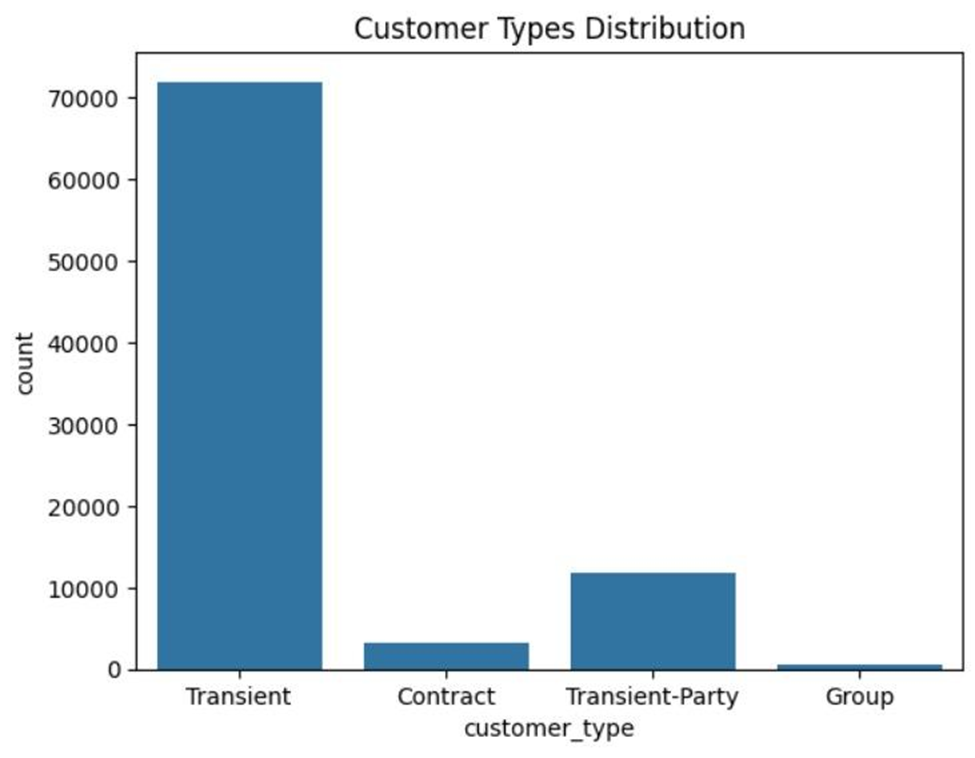 Customer Types Distribution
70000
60000
50000
40000
30000
20000
10000
0
count
Transient Contract Transient-Party Group
customer_type